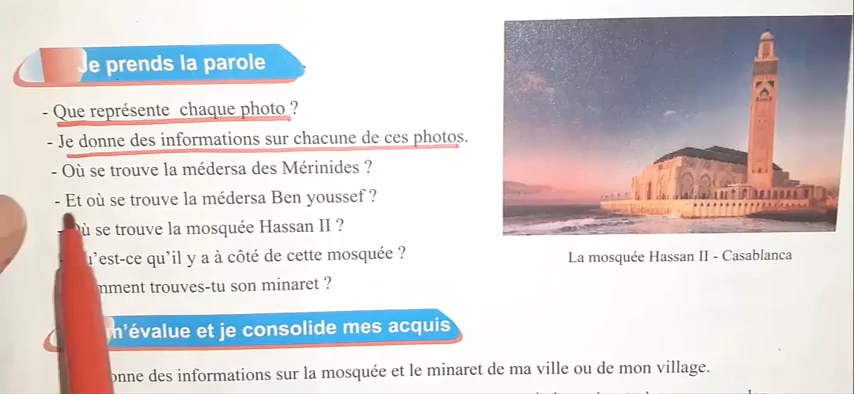 Je prends la parole
- Que représente chaque photo ?
- Je donne des informations sur chacune de ces photos.
- Où se trouve la médersa des Mérinides ?
- Et où se trouve la médersa Ben youssef ?
- Où se trouve la mosquée Hassan II ?
u'est-ce qu'il y a à côté de cette mosquée ?
mment trouves-tu son minaret ?
La mosquée Hassan II - Casablanca
m'évalue et je consolide mes acquis
onne des informations sur la mosquée et le minaret de ma ville ou de mon village.